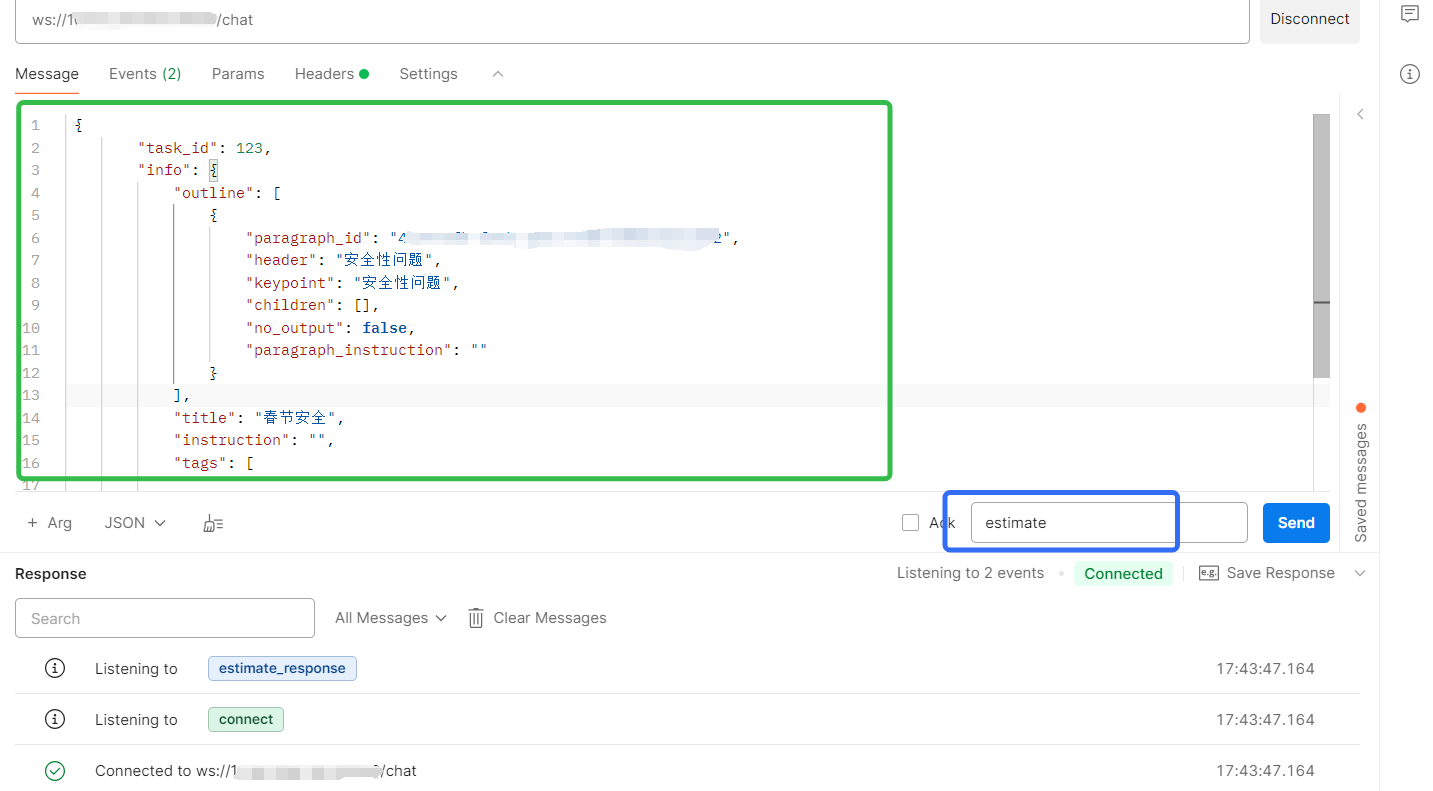 ws://1 /chat
Disconnect
Message Events (2) Params Headers Settings
1 {
2 "task_id": 123,
3 "info": {
4 "outline": [
5 {
6 "paragraph_id": "4 2",
7 "header": "安全性问题",
8 "keypoint": "安全性问题",
9 "children": [],
10 "no_output": false,
11 "paragraph_instruction": ""
12 }
13 ],
14 "title": "春节安全",
15 "instruction": "",
16 "tags": [
17
Saved messages
+ Arg JSON Ack estimate Send
Response Listening to 2 events Connected e.g. Save Response
Search All Messages Clear Messages
Listening to estimate_response 17:43:47.164
Listening to connect 17:43:47.164
Connected to ws://1 /chat 17:43:47.164